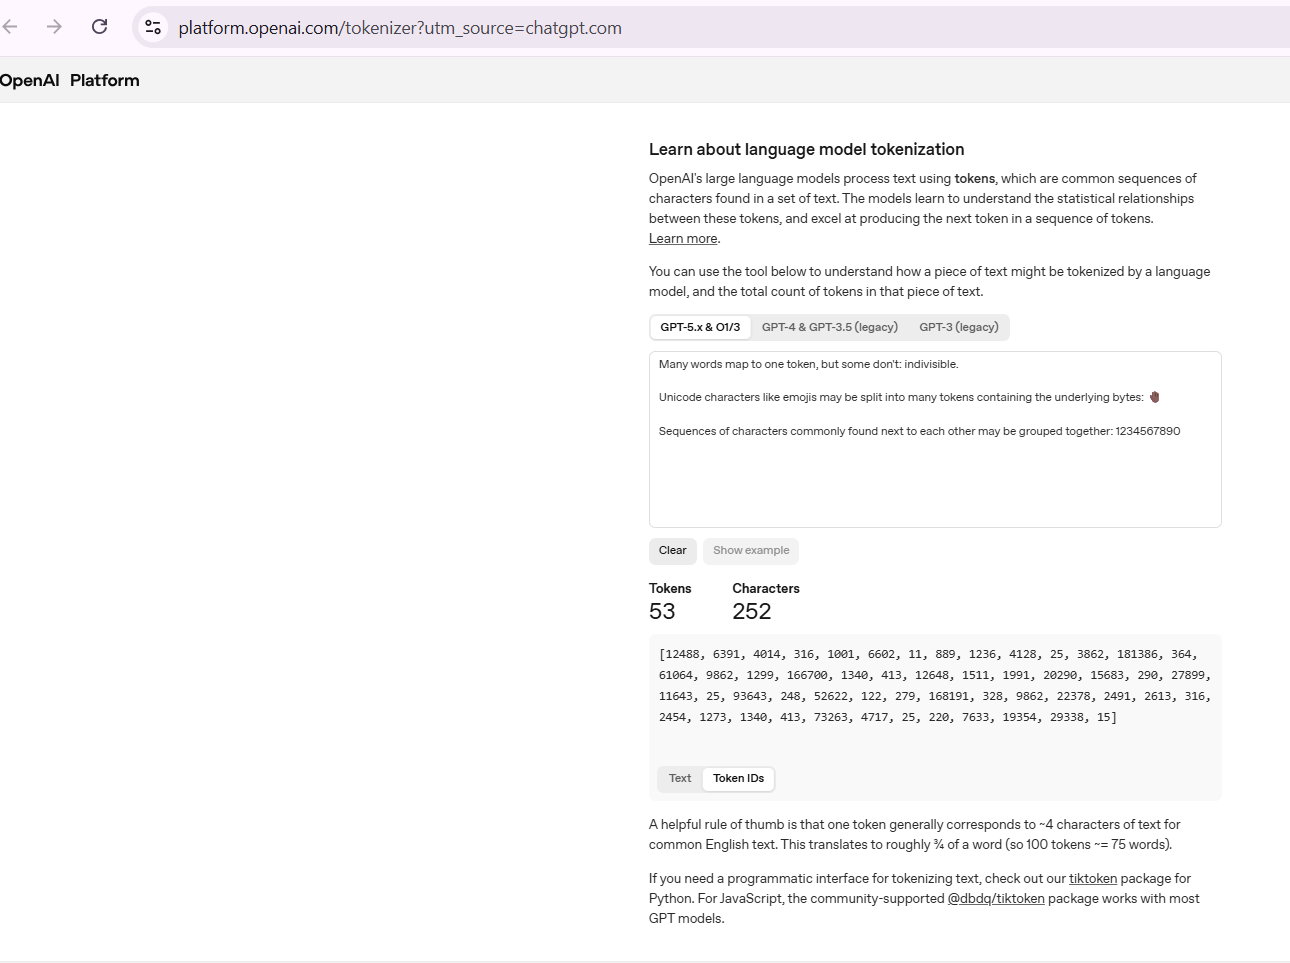 platform.openai.com/tokenizer?utm_source=chatgpt.com
OpenAI Platform
Learn about language model tokenization
OpenAI's large language models process text using tokens, which are common sequences of
characters found in a set of text. The models learn to understand the statistical relationships
between these tokens, and excel at producing the next token in a sequence of tokens.
Learn more.
You can use the tool below to understand how a piece of text might be tokenized by a language
model, and the total count of tokens in that piece of text.
GPT-5.x & O1/3 GPT-4 & GPT-3.5 (legacy) GPT-3 (legacy)
Many words map to one token, but some don't: indivisible.
Unicode characters like emojis may be split into many tokens containing the underlying bytes: 🤚🏿
Sequences of characters commonly found next to each other may be grouped together: 1234567890
Clear Show example
Tokens Characters
53 252
[12488, 6391, 4014, 316, 1001, 6602, 11, 889, 1236, 4128, 25, 3862, 181386, 364,
61064, 9862, 1299, 166700, 1340, 413, 12648, 1511, 1991, 20290, 15683, 290, 27899,
11643, 25, 93643, 248, 52622, 122, 279, 168191, 328, 9862, 22378, 2491, 2613, 316,
2454, 1273, 1340, 413, 73263, 4717, 25, 220, 7633, 19354, 29338, 15]
Text Token IDs
A helpful rule of thumb is that one token generally corresponds to ~4 characters of text for
common English text. This translates to roughly ¾ of a word (so 100 tokens ~= 75 words).
If you need a programmatic interface for tokenizing text, check out our tiktoken package for
Python. For JavaScript, the community-supported @dbdq/tiktoken package works with most
GPT models.